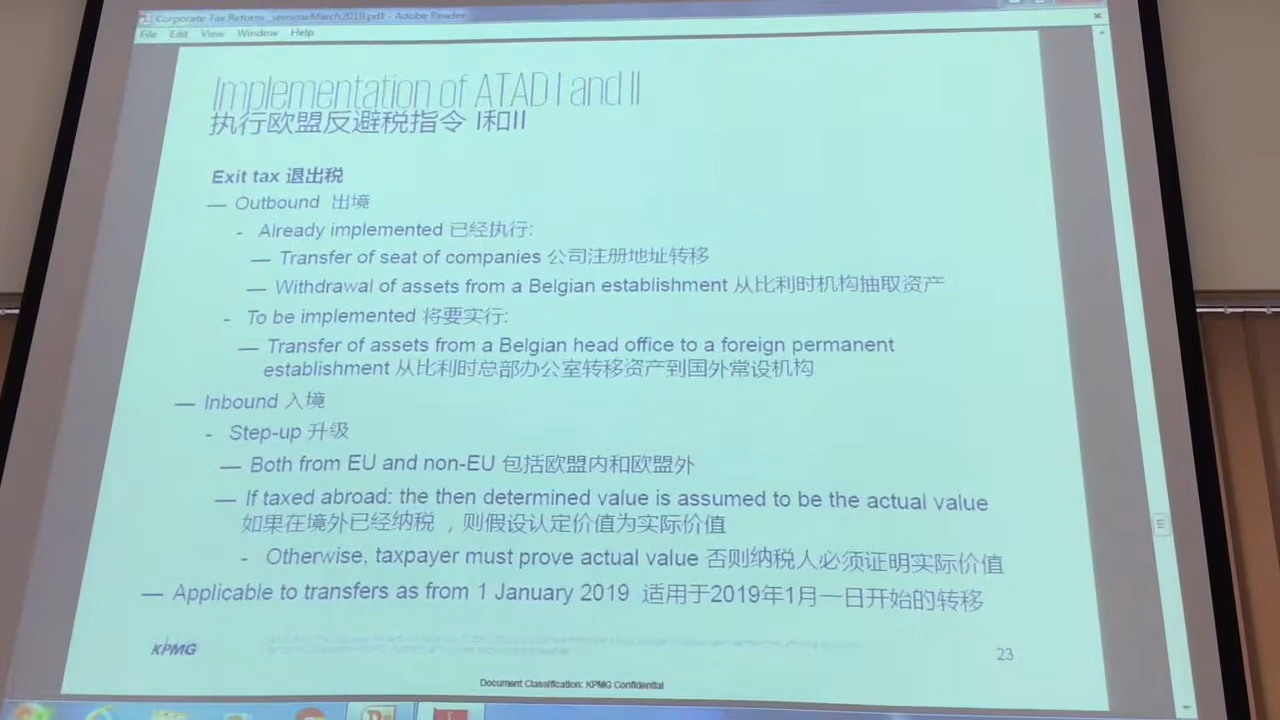 Corporate Tax Reform _seminarMarch2018.pdf - Adobe Reader
File Edit View Window Help
Implementation of ATAD I and II
执行欧盟反避税指令 I和II
Exit tax 退出税
— Outbound 出境
- Already implemented 已经执行:
— Transfer of seat of companies 公司注册地址转移
— Withdrawal of assets from a Belgian establishment 从比利时机构抽取资产
- To be implemented 将要实行:
— Transfer of assets from a Belgian head office to a foreign permanent
establishment 从比利时总部办公室转移资产到国外常设机构
— Inbound 入境
- Step-up 升级
— Both from EU and non-EU 包括欧盟内和欧盟外
— If taxed abroad: the then determined value is assumed to be the actual value
如果在境外已经纳税 ，则假设认定价值为实际价值
- Otherwise, taxpayer must prove actual value 否则纳税人必须证明实际价值
— Applicable to transfers as from 1 January 2019 适用于2019年1月一日开始的转移
KPMG
23
Document Classification: KPMG Confidential